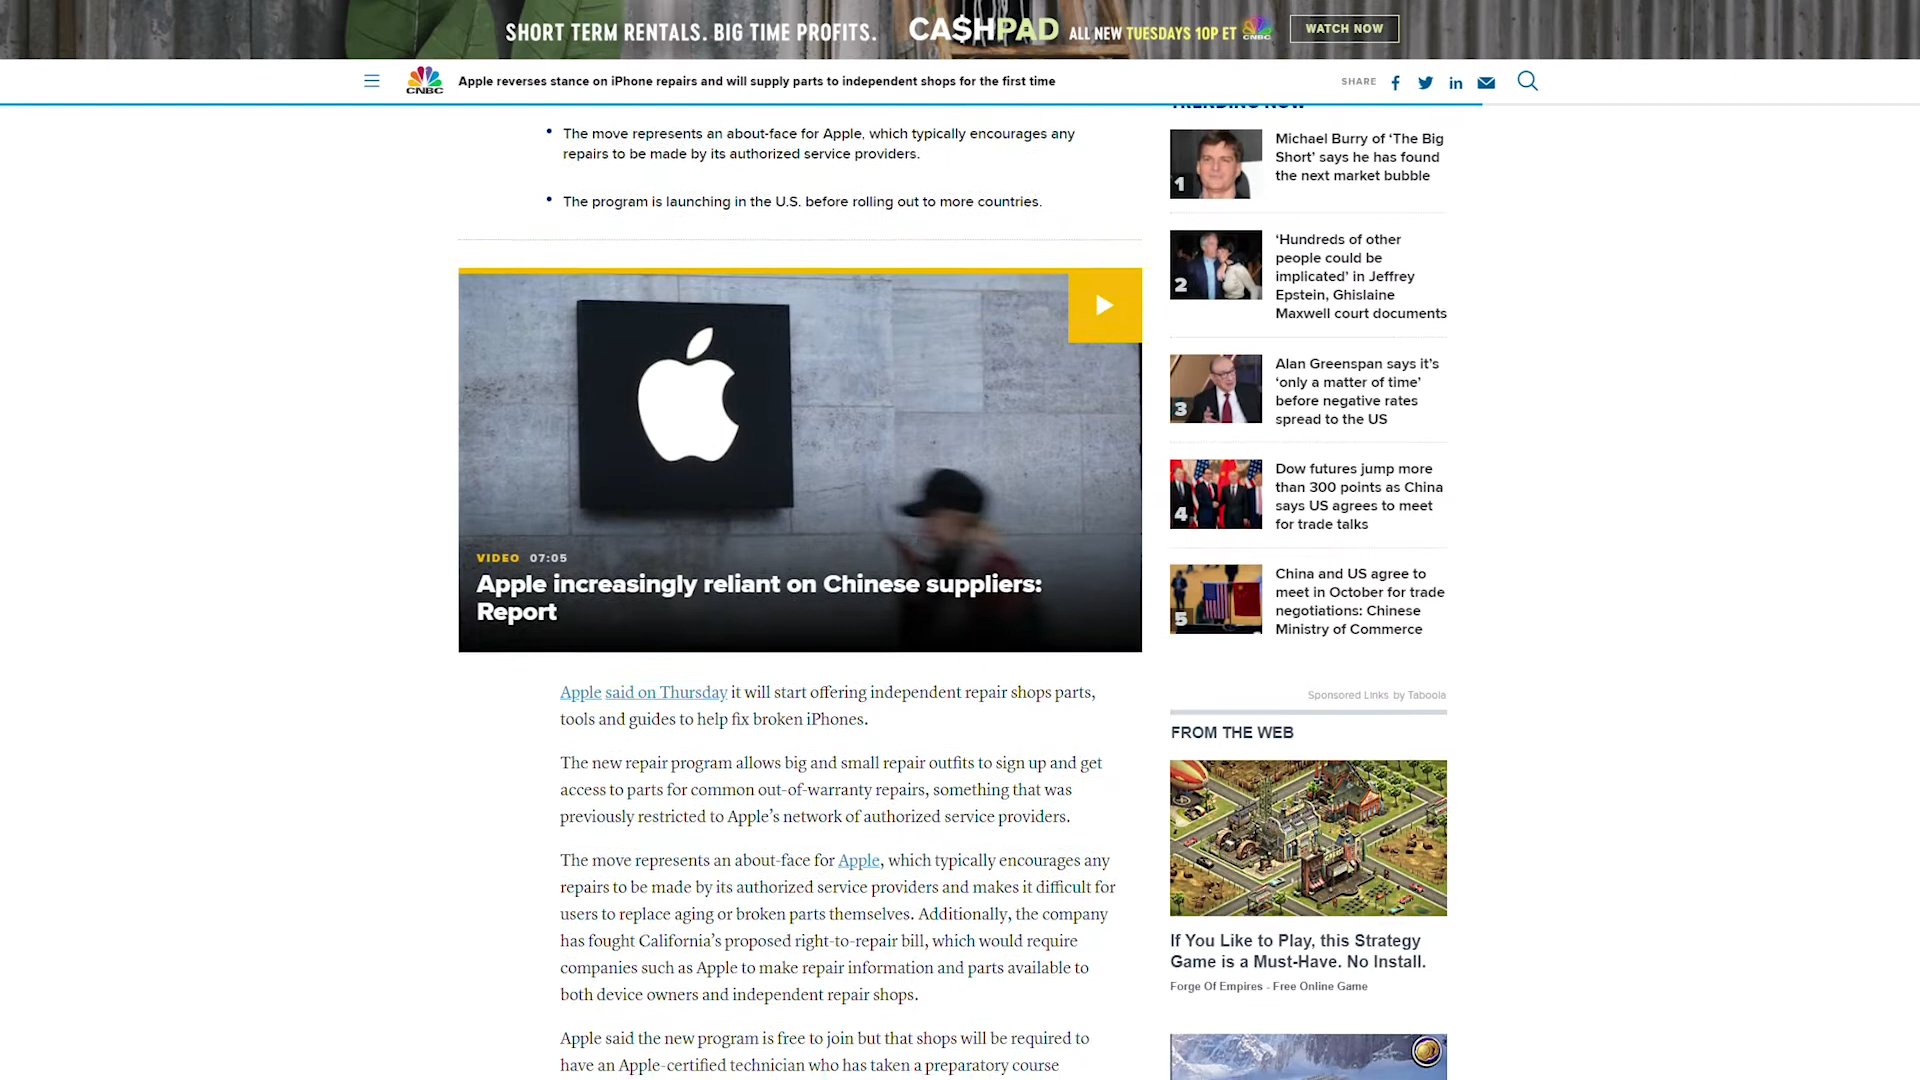 SHORT TERM RENTALS. BIG TIME PROFITS.
CA$HPAD
ALL NEW TUESDAYS 10P ET
CNBC
WATCH NOW
CNBC
Apple reverses stance on iPhone repairs and will supply parts to independent shops for the first time
SHARE
TRENDING NOW
The move represents an about-face for Apple, which typically encourages any
repairs to be made by its authorized service providers.
The program is launching in the U.S. before rolling out to more countries.
VIDEO 07:05
Apple increasingly reliant on Chinese suppliers:
Report
Apple said on Thursday it will start offering independent repair shops parts,
tools and guides to help fix broken iPhones.
The new repair program allows big and small repair outfits to sign up and get
access to parts for common out-of-warranty repairs, something that was
previously restricted to Apple’s network of authorized service providers.
The move represents an about-face for Apple, which typically encourages any
repairs to be made by its authorized service providers and makes it difficult for
users to replace aging or broken parts themselves. Additionally, the company
has fought California’s proposed right-to-repair bill, which would require
companies such as Apple to make repair information and parts available to
both device owners and independent repair shops.
Apple said the new program is free to join but that shops will be required to
have an Apple-certified technician who has taken a preparatory course
1
Michael Burry of ‘The Big
Short’ says he has found
the next market bubble
2
‘Hundreds of other
people could be
implicated’ in Jeffrey
Epstein, Ghislaine
Maxwell court documents
3
Alan Greenspan says it’s
‘only a matter of time’
before negative rates
spread to the US
4
Dow futures jump more
than 300 points as China
says US agrees to meet
for trade talks
5
China and US agree to
meet in October for trade
negotiations: Chinese
Ministry of Commerce
Sponsored Links by Taboola
FROM THE WEB
If You Like to Play, this Strategy
Game is a Must-Have. No Install.
Forge Of Empires - Free Online Game